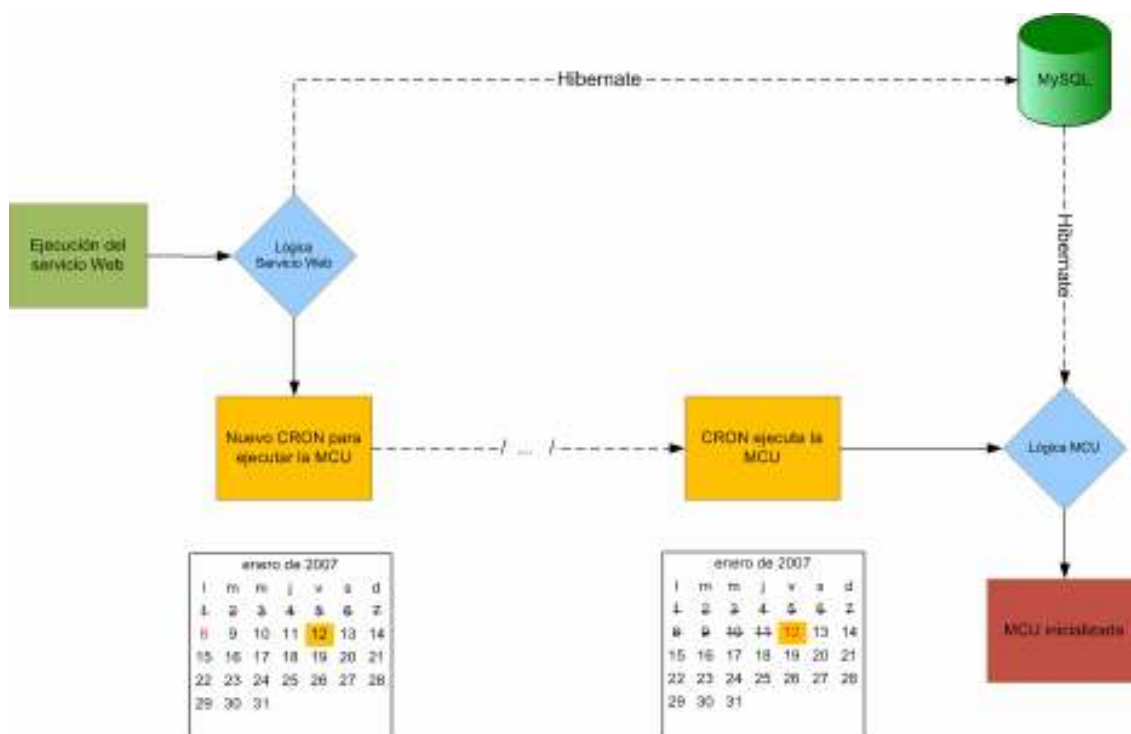 Hibernate
MySQL
Ejecución del
servicio Web
Lógica
Servicio Web
Hibernate
Nuevo CRON para
ejecutar la MCU
/ ... /
CRON ejecuta la
MCU
Lógica MCU
enero de 2007
l m m j v s d
1 2 3 4 5 6 7
8 9 10 11 12 13 14
15 16 17 18 19 20 21
22 23 24 25 26 27 28
29 30 31
enero de 2007
l m m j v s d
1 2 3 4 5 6 7
8 9 10 11 12 13 14
15 16 17 18 19 20 21
22 23 24 25 26 27 28
29 30 31
MCU inicializada